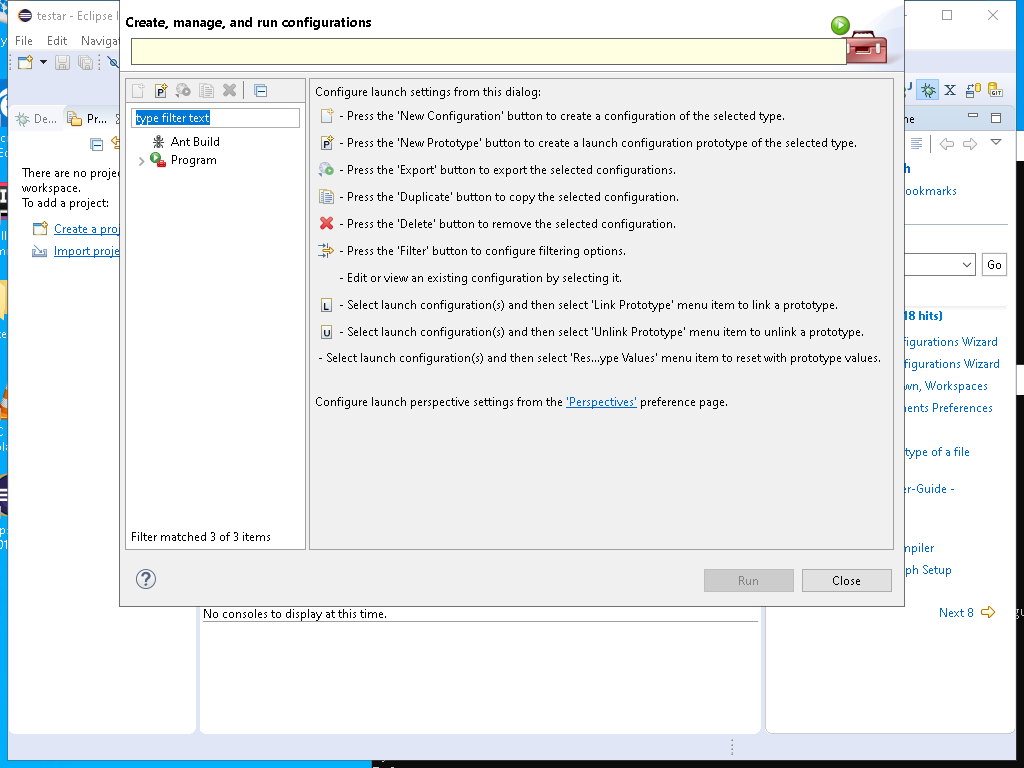 testar - Eclipse I
File Edit Naviga
Create, manage, and run configurations
De...
Pr...
There are no proje
workspace.
To add a project:
Create a proj
Import proje
type filter text
Ant Build
Program
Filter matched 3 of 3 items
Configure launch settings from this dialog:
- Press the 'New Configuration' button to create a configuration of the selected type.
- Press the 'New Prototype' button to create a launch configuration prototype of the selected type.
- Press the 'Export' button to export the selected configurations.
- Press the 'Duplicate' button to copy the selected configuration.
- Press the 'Delete' button to remove the selected configuration.
- Press the 'Filter' button to configure filtering options.
- Edit or view an existing configuration by selecting it.
L - Select launch configuration(s) and then select 'Link Prototype' menu item to link a prototype.
U - Select launch configuration(s) and then select 'Unlink Prototype' menu item to unlink a prototype.
- Select launch configuration(s) and then select 'Res...ype Values' menu item to reset with prototype values.
Configure launch perspective settings from the 'Perspectives' preference page.
Run
Close
No consoles to display at this time.
GIT
ne
h
ookmarks
Go
18 hits)
figurations Wizard
figurations Wizard
wn, Workspaces
nents Preferences
type of a file
er-Guide -
mpiler
ph Setup
Next 8